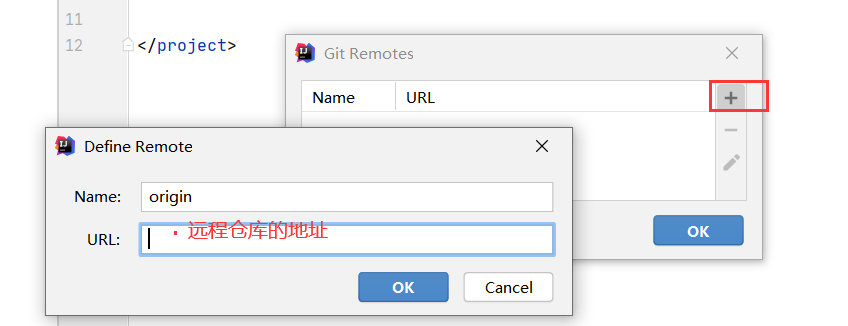 11
12
</project>
Git Remotes
Name
URL
Define Remote
Name:
origin
URL:
远程仓库的地址
OK
OK
Cancel